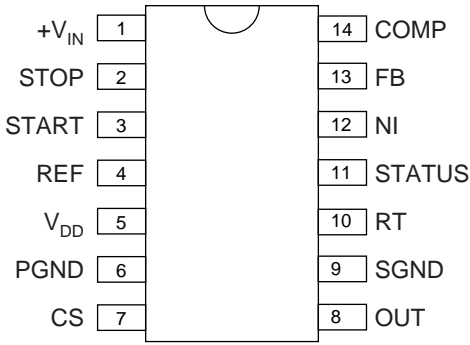 +VIN 1 14 COMP
STOP 2 13 FB
START 3 12 NI
REF 4 11 STATUS
VDD 5 10 RT
PGND 6 9 SGND
CS 7 8 OUT